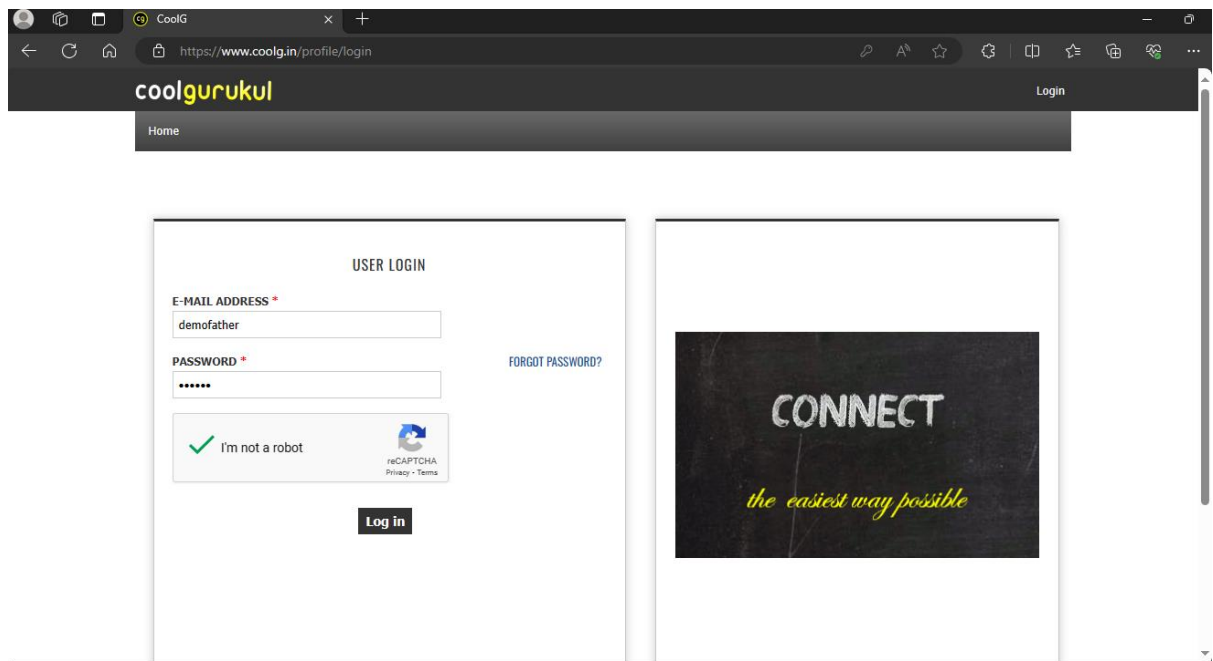 CoolG
https://www.coolg.in/profile/login
coolgurukul
Login
Home
USER LOGIN
E-MAIL ADDRESS *
demofather
PASSWORD *
FORGOT PASSWORD?
••••••
I'm not a robot
reCAPTCHA
Privacy - Terms
Log in
CONNECT
the easiest way possible